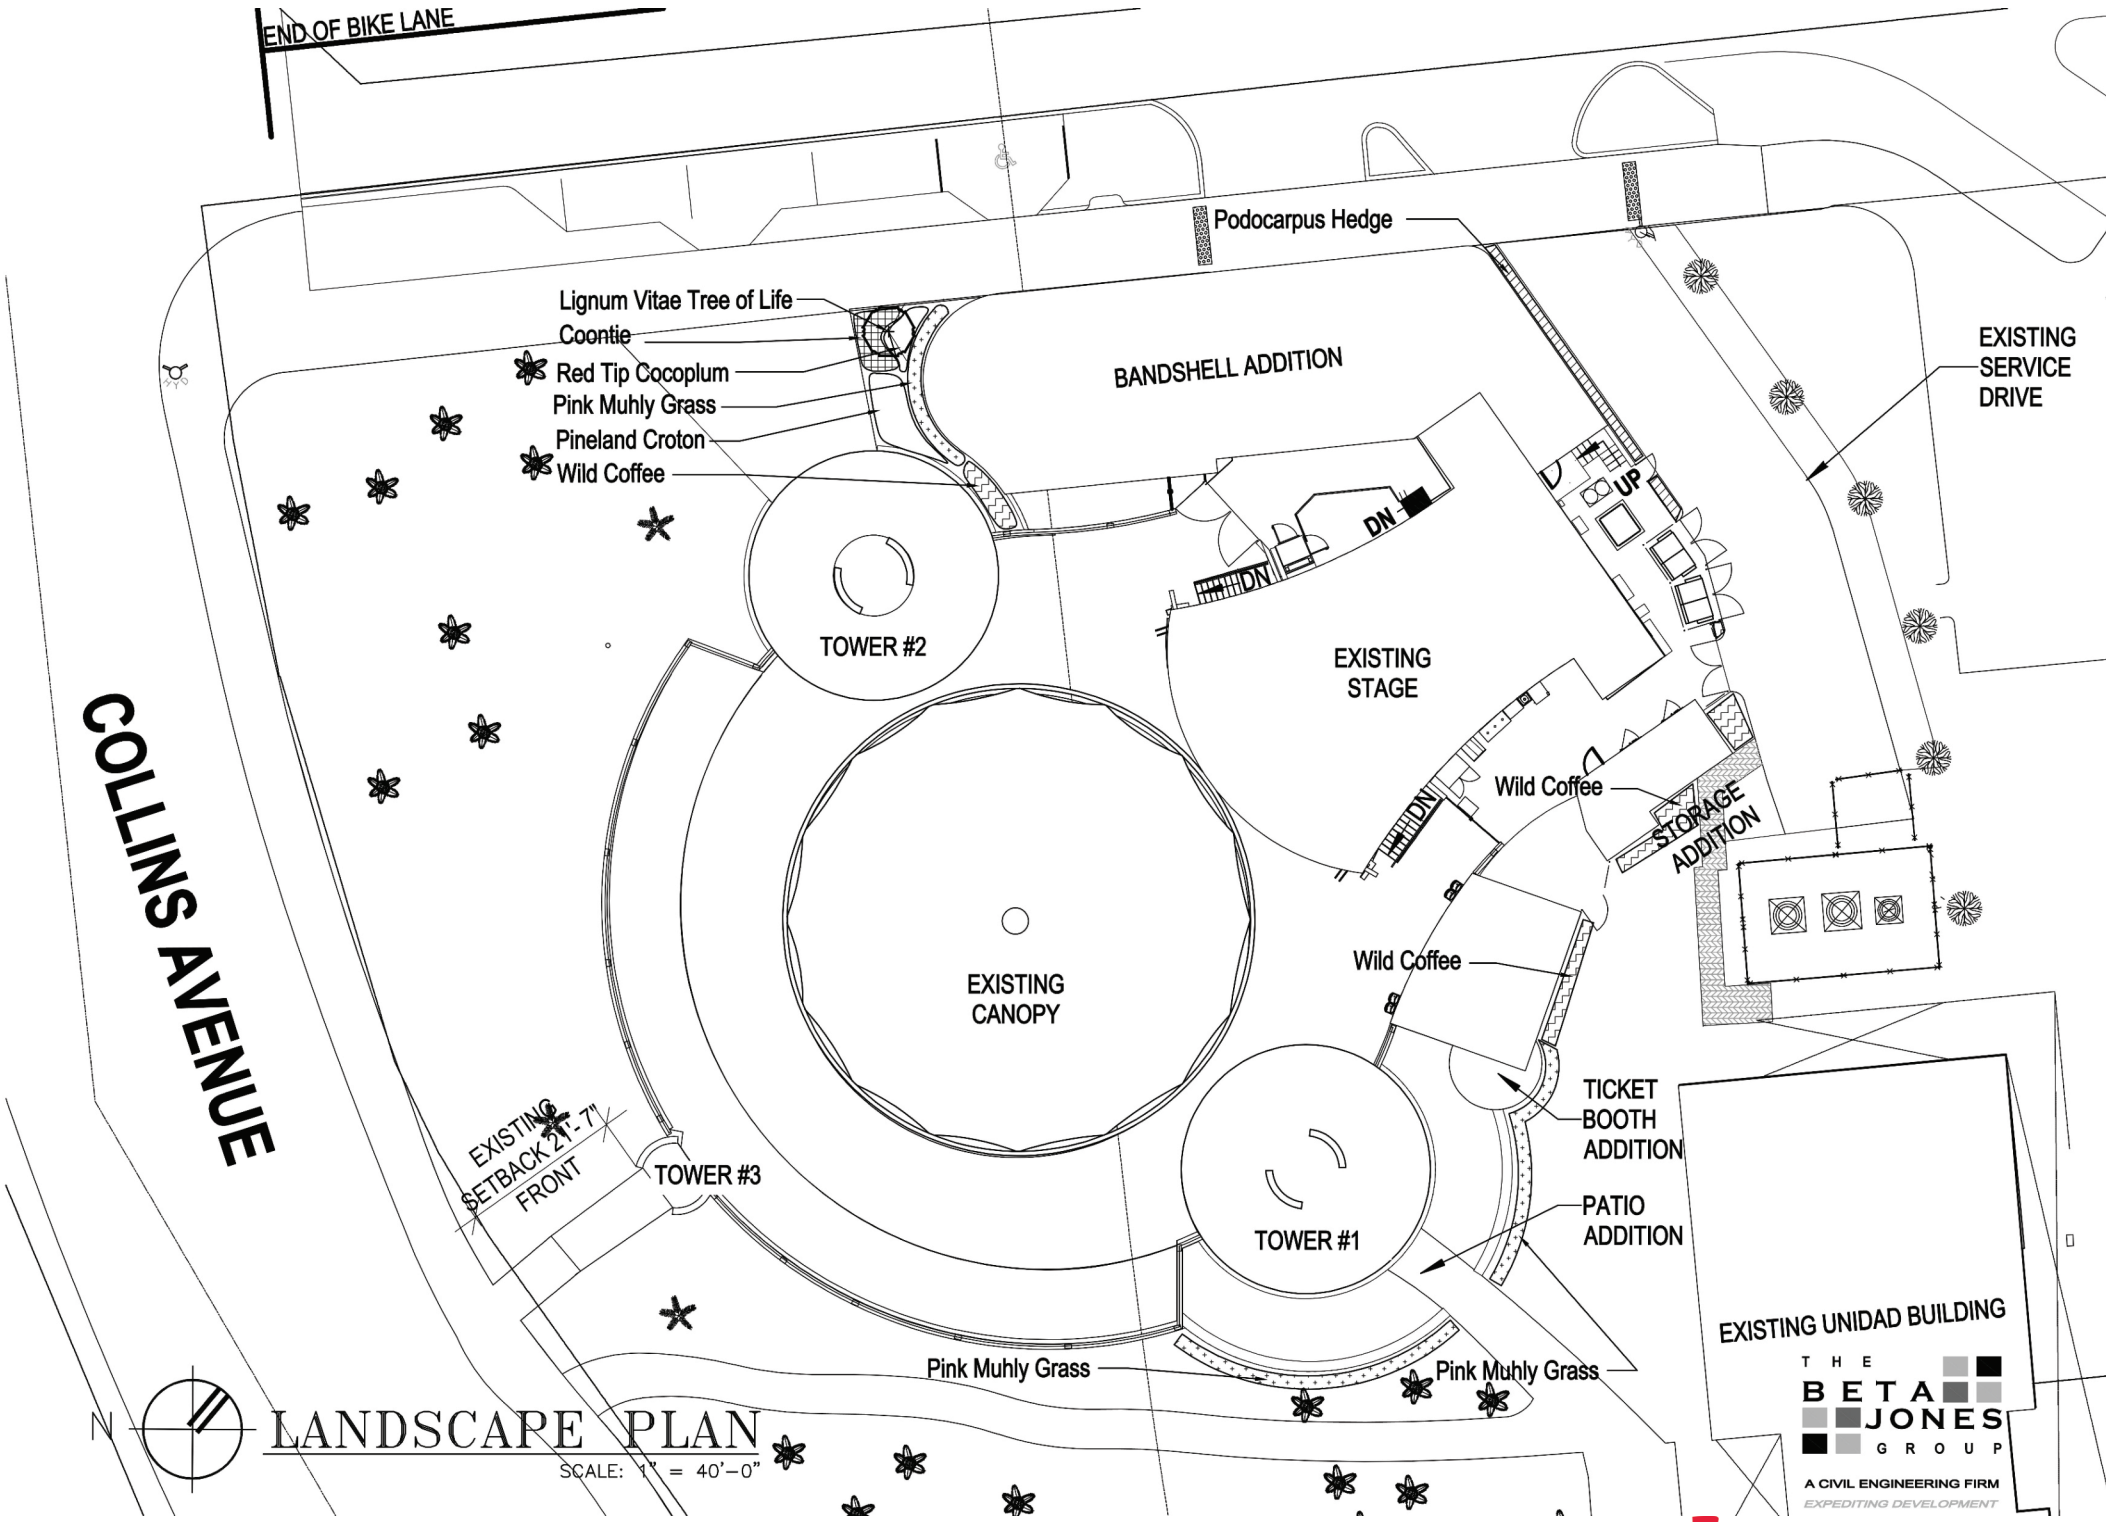 END OF BIKE LANE
Podocarpus Hedge
Lignum Vitae Tree of Life
Coontie
Red Tip Cocoplum
Pink Muhly Grass
Pineland Croton
Wild Coffee
BANDSHELL ADDITION
EXISTING
SERVICE
DRIVE
UP
DN
DN
TOWER #2
EXISTING
STAGE
COLLINS AVENUE
Wild Coffee
DN
STORAGE
ADDITION
Wild Coffee
EXISTING
CANOPY
TICKET
BOOTH
ADDITION
EXISTING
SETBACK 21'-7"
FRONT
TOWER #3
PATIO
ADDITION
TOWER #1
EXISTING UNIDAD BUILDING
Pink Muhly Grass
Pink Muhly Grass
N
LANDSCAPE PLAN
SCALE: 1" = 40'-0"
THE
BETA
JONES
GROUP
A CIVIL ENGINEERING FIRM
EXPEDITING DEVELOPMENT